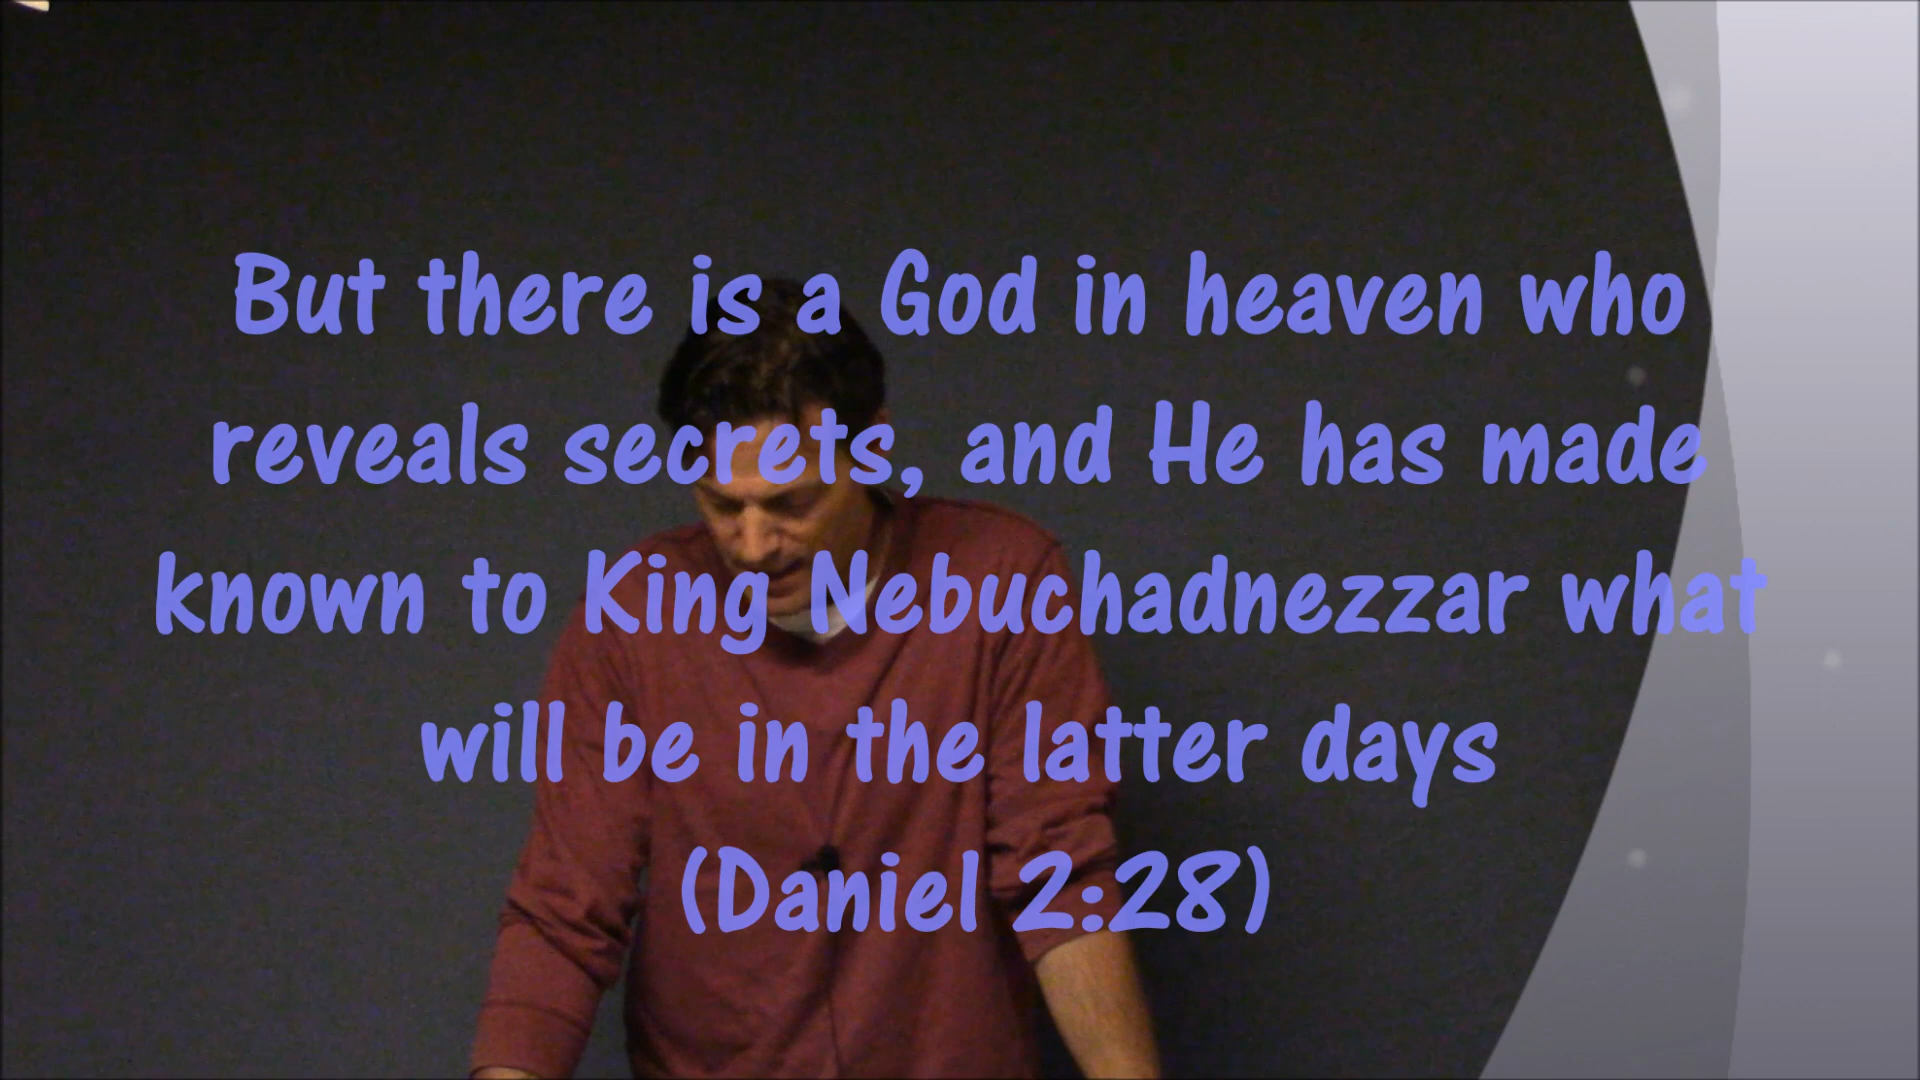 But there is a God in heaven who
reveals secrets, and He has made
known to King Nebuchadnezzar what
will be in the latter days
(Daniel 2:28)